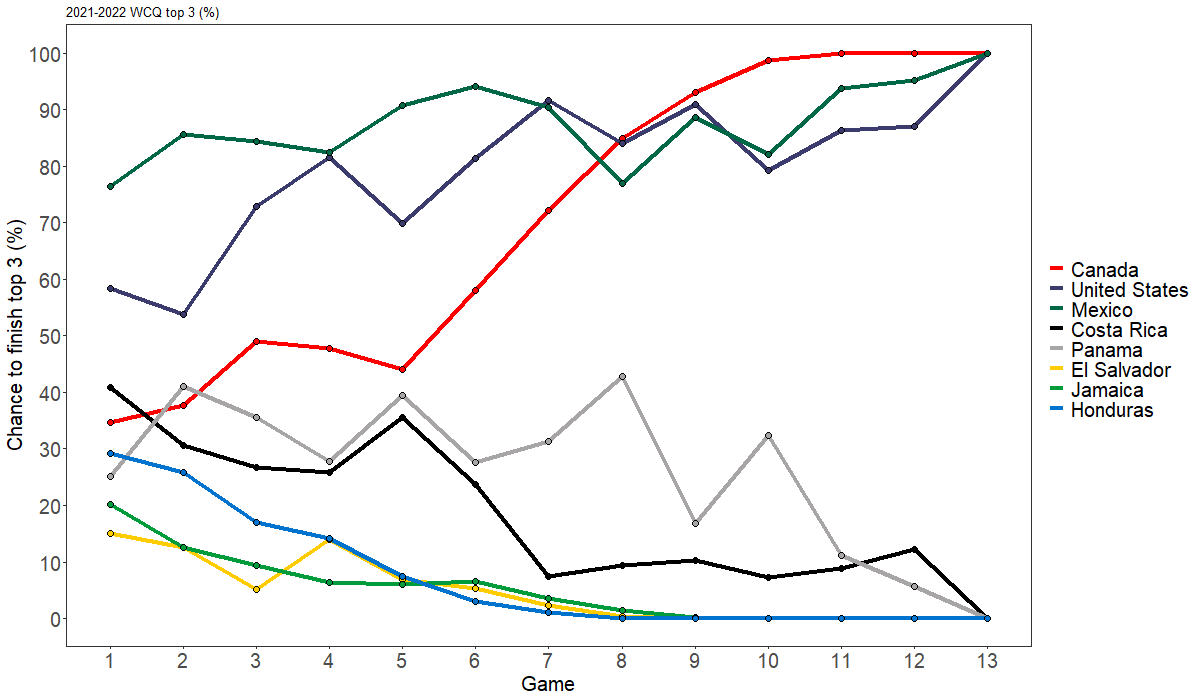 2021-2022 WCQ top 3 (%)
Chance to finish top 3 (%)
100
90
80
70
60
50
40
30
20
10
0
1 2 3 4 5 6 7 8 9 10 11 12 13
Game
Canada
United States
Mexico
Costa Rica
Panama
El Salvador
Jamaica
Honduras